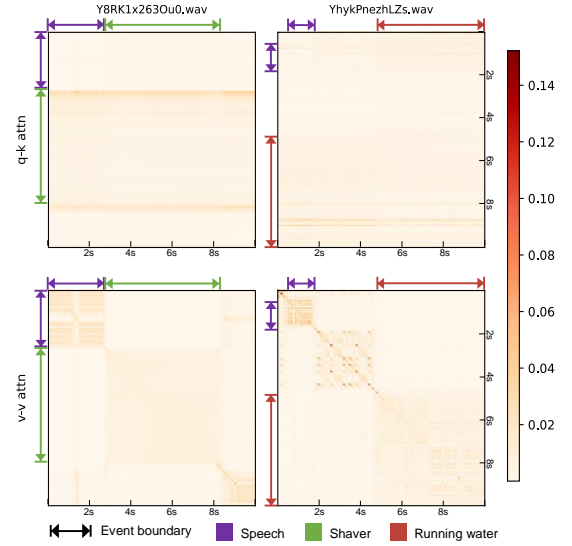 Y8RK1x263Ou0.wav
YhykPnezhLZs.wav
q-k attn
2s
4s
6s
8s
2s 4s 6s 8s
2s 4s 6s 8s
v-v attn
2s
4s
6s
8s
2s 4s 6s 8s
2s 4s 6s 8s
0.14
0.12
0.10
0.08
0.06
0.04
0.02
Event boundary Speech Shaver Running water